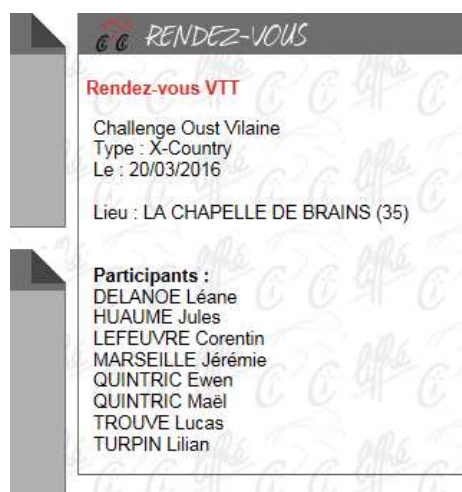 RENDEZ-VOUS
Rendez-vous VTT
Challenge Oust Vilaine
Type : X-Country
Le : 20/03/2016
Lieu : LA CHAPELLE DE BRAINS (35)
Participants :
DELANOE Léane
HUAUME Jules
LEFEUVRE Corentin
MARSEILLE Jérémie
QUINTRIC Ewen
QUINTRIC Maël
TROUVE Lucas
TURPIN Lilian